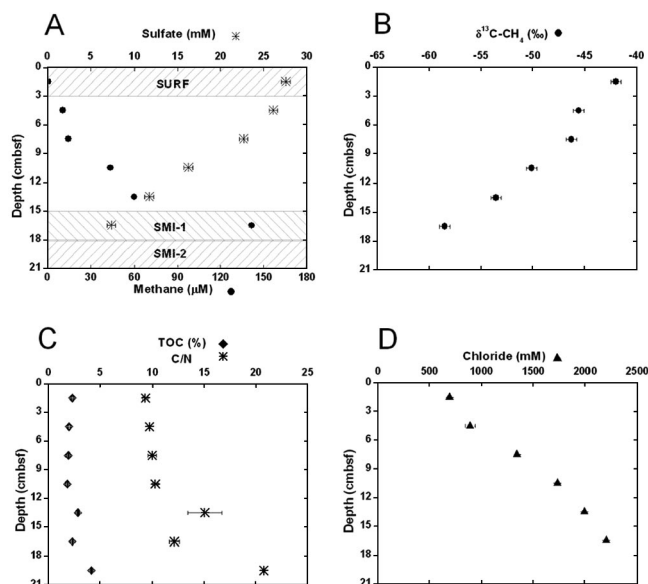 A
Sulfate (mM)
0 5 10 15 20 25 30
0
3
6
9
12
15
18
21
Depth (cmbsf)
SURF
SMI-1
SMI-2
0 30 60 90 120 150 180
Methane (μM)
B
δ¹³C-CH₄ (‰)
-65 -60 -55 -50 -45 -40
0
3
6
9
12
15
18
21
Depth (cmbsf)
C
TOC (%)
C/N
0 5 10 15 20 25
0
3
6
9
12
15
18
21
Depth (cmbsf)
D
Chloride (mM)
0 500 1000 1500 2000 2500
0
3
6
9
12
15
18
21
Depth (cmbsf)